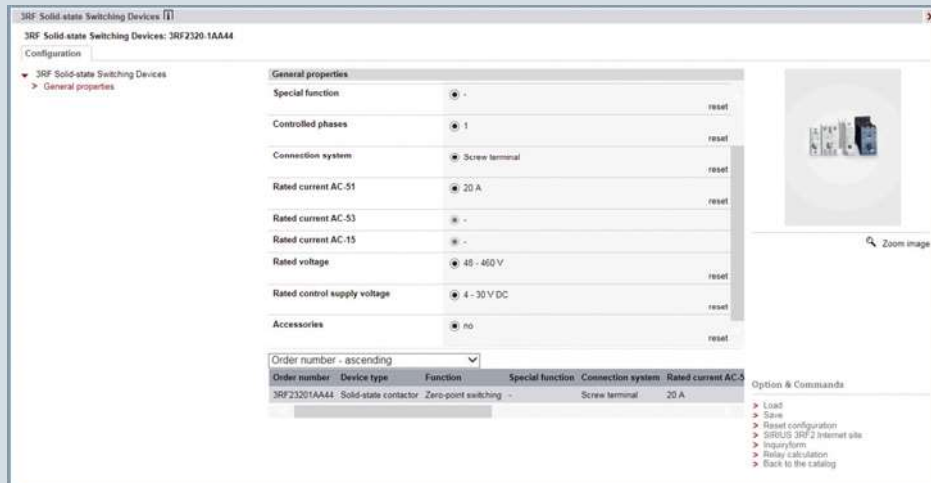 3RF Solid-state Switching Devices i
3RF Solid-state Switching Devices: 3RF2320-1AA44
Configuration
3RF Solid-state Switching Devices
General properties
General properties
Special function -
reset
Controlled phases 1
reset
Connection system Screw terminal
reset
Rated current AC-51 20 A
reset
Rated current AC-53 -
Rated current AC-15 -
Rated voltage 48 - 460 V
reset
Rated control supply voltage 4 - 30 V DC
reset
Accessories no
reset
Zoom image
Order number - ascending
Order number Device type Function Special function Connection system Rated current AC-5
3RF23201AA44 Solid-state contactor Zero-point switching - Screw terminal 20 A
Option & Commands
Load
Save
Reset configuration
SIRIUS 3RF2 Internet site
Inquiryform
Relay calculation
Back to the catalog